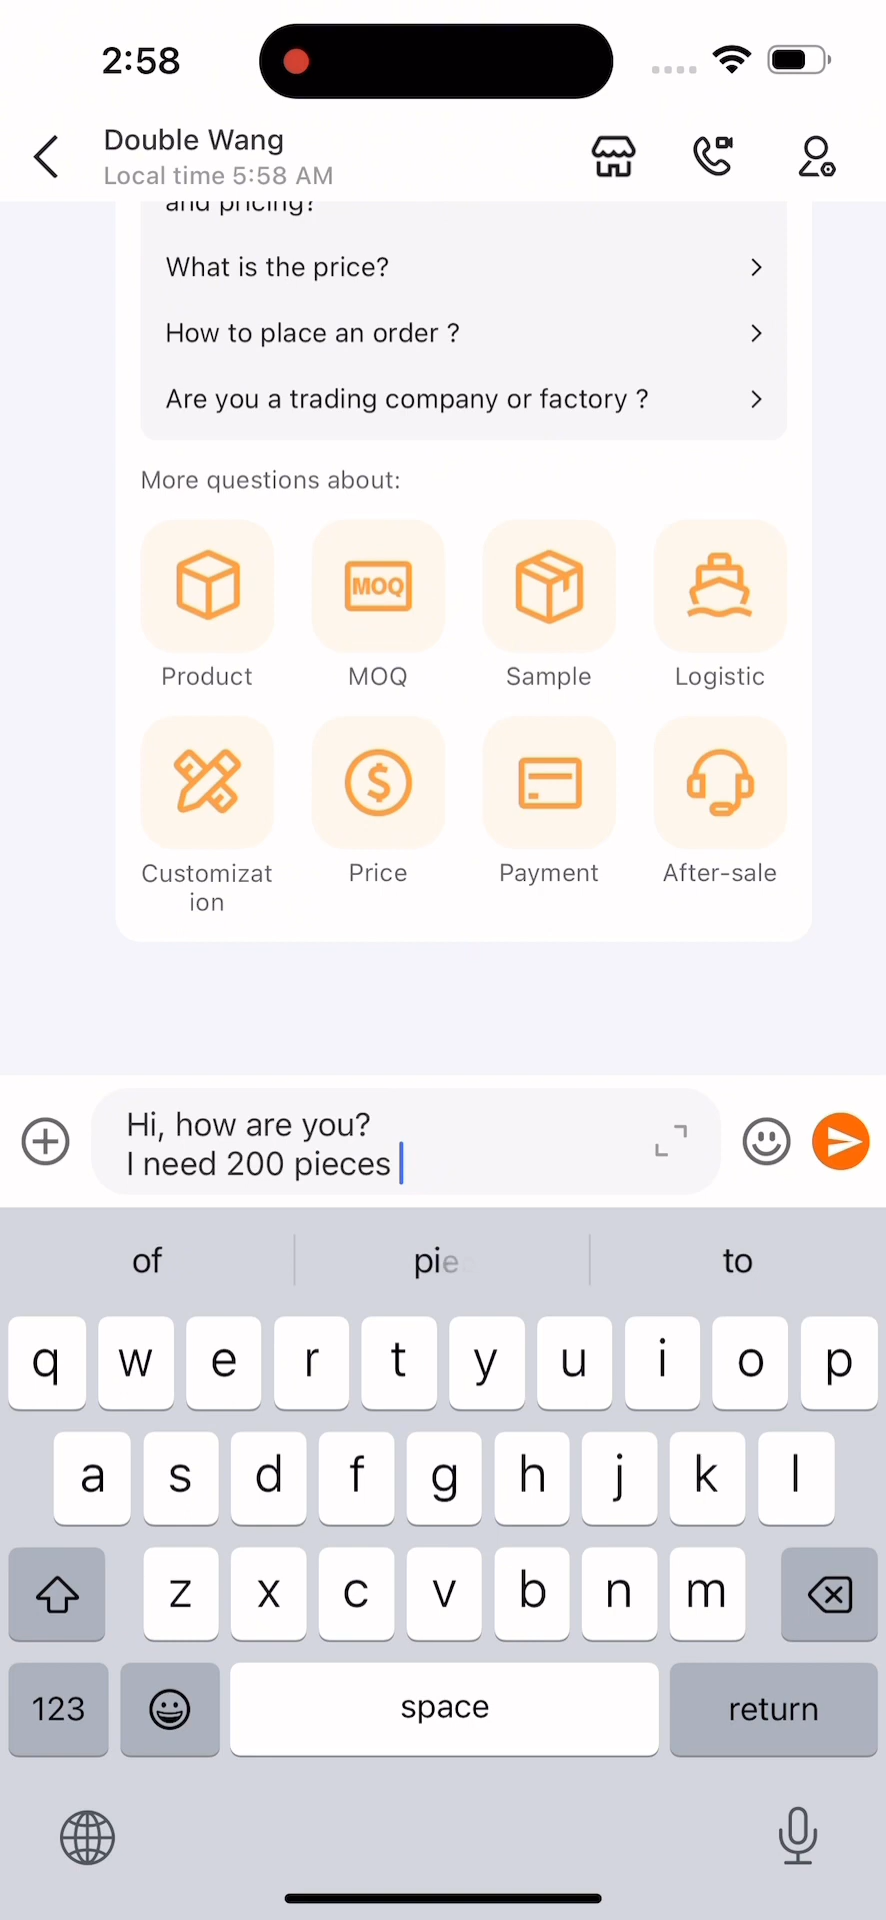 2:58
Double Wang
Local time 5:58 AM
and pricing?
What is the price?
How to place an order ?
Are you a trading company or factory ?
More questions about:
MOQ
Product MOQ Sample Logistic
$
Customizat
ion
Price Payment After-sale
Hi, how are you?
I need 200 pieces
of pie to
q w e r t y u i o p
a s d f g h j k l
z x c v b n m
123 space return